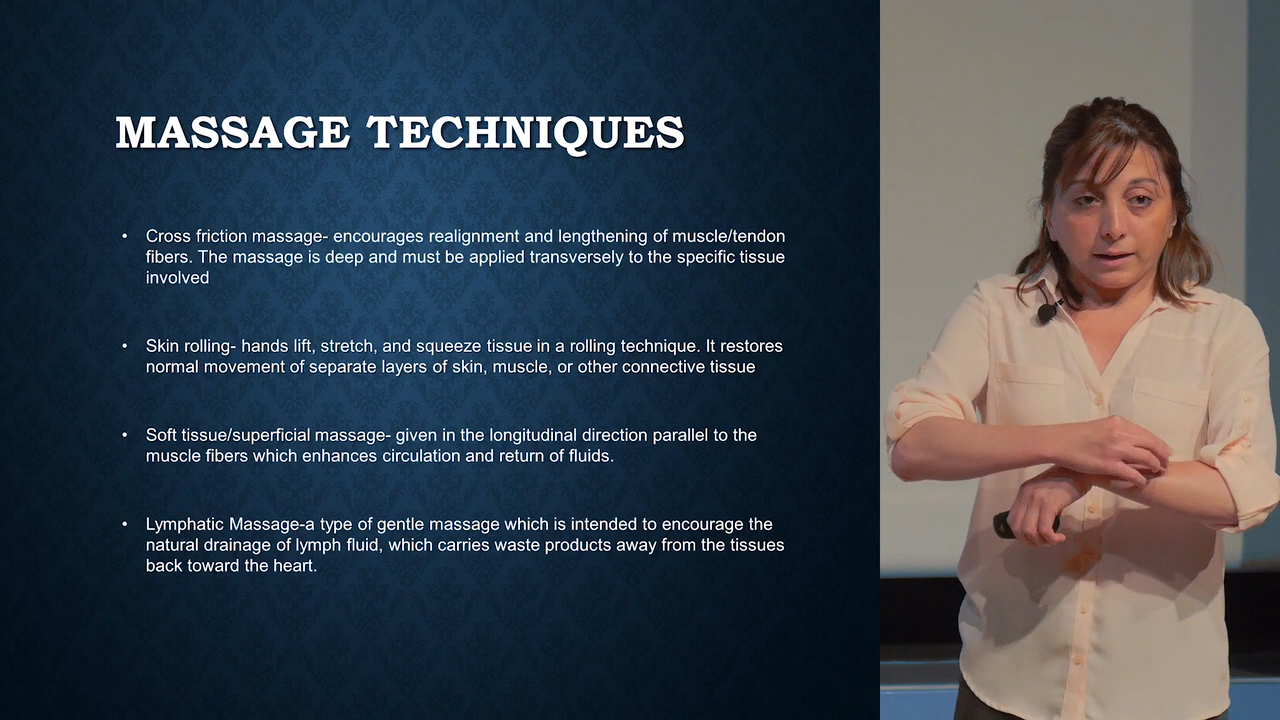 MASSAGE TECHNIQUES
• Cross friction massage- encourages realignment and lengthening of muscle/tendon
fibers. The massage is deep and must be applied transversely to the specific tissue
involved
• Skin rolling- hands lift, stretch, and squeeze tissue in a rolling technique. It restores
normal movement of separate layers of skin, muscle, or other connective tissue
• Soft tissue/superficial massage- given in the longitudinal direction parallel to the
muscle fibers which enhances circulation and return of fluids.
• Lymphatic Massage-a type of gentle massage which is intended to encourage the
natural drainage of lymph fluid, which carries waste products away from the tissues
back toward the heart.